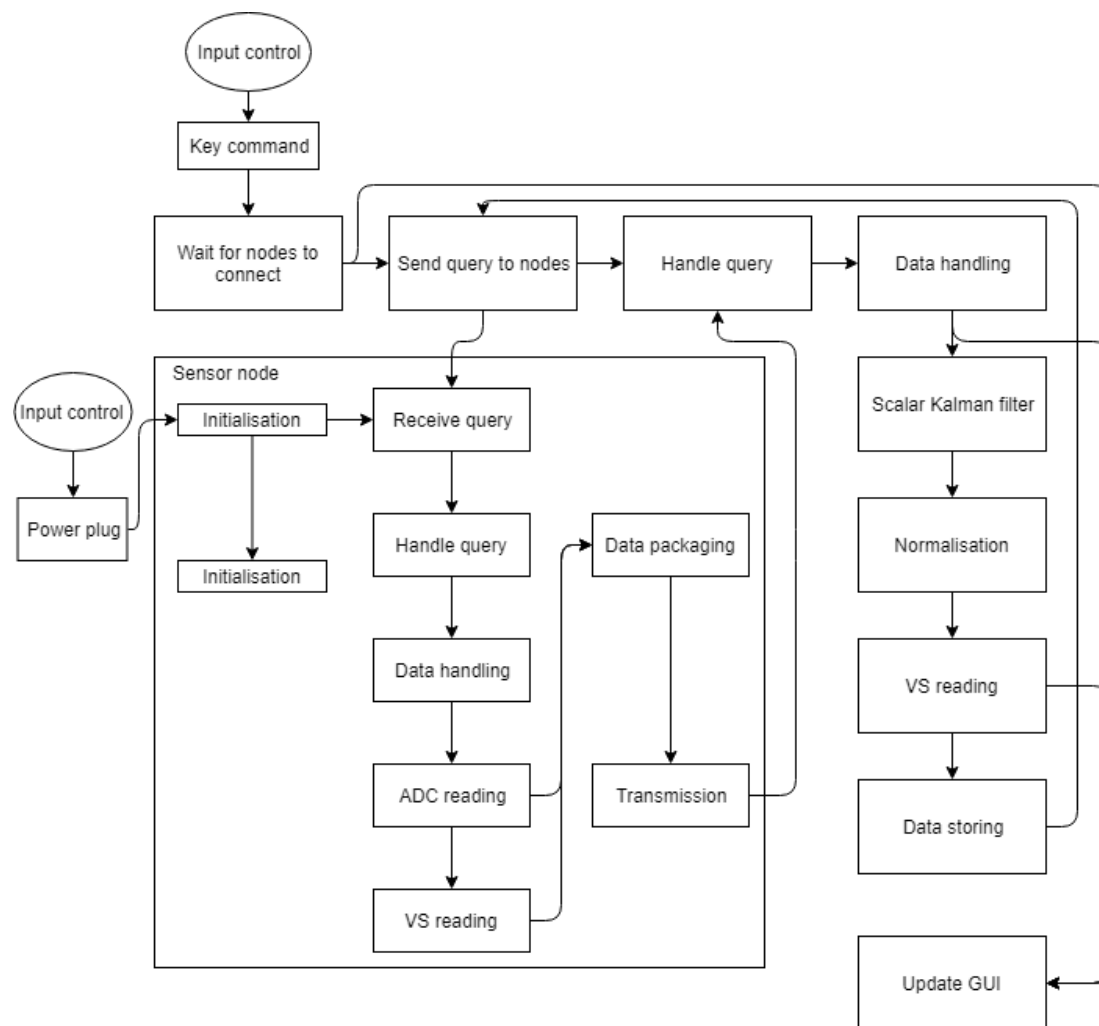 Input control
Key command
Wait for nodes to
connect
Send query to nodes
Handle query
Data handling
Sensor node
Input control
Initialisation
Receive query
Scalar Kalman filter
Power plug
Handle query
Data packaging
Normalisation
Initialisation
Data handling
VS reading
ADC reading
Transmission
Data storing
VS reading
Update GUI